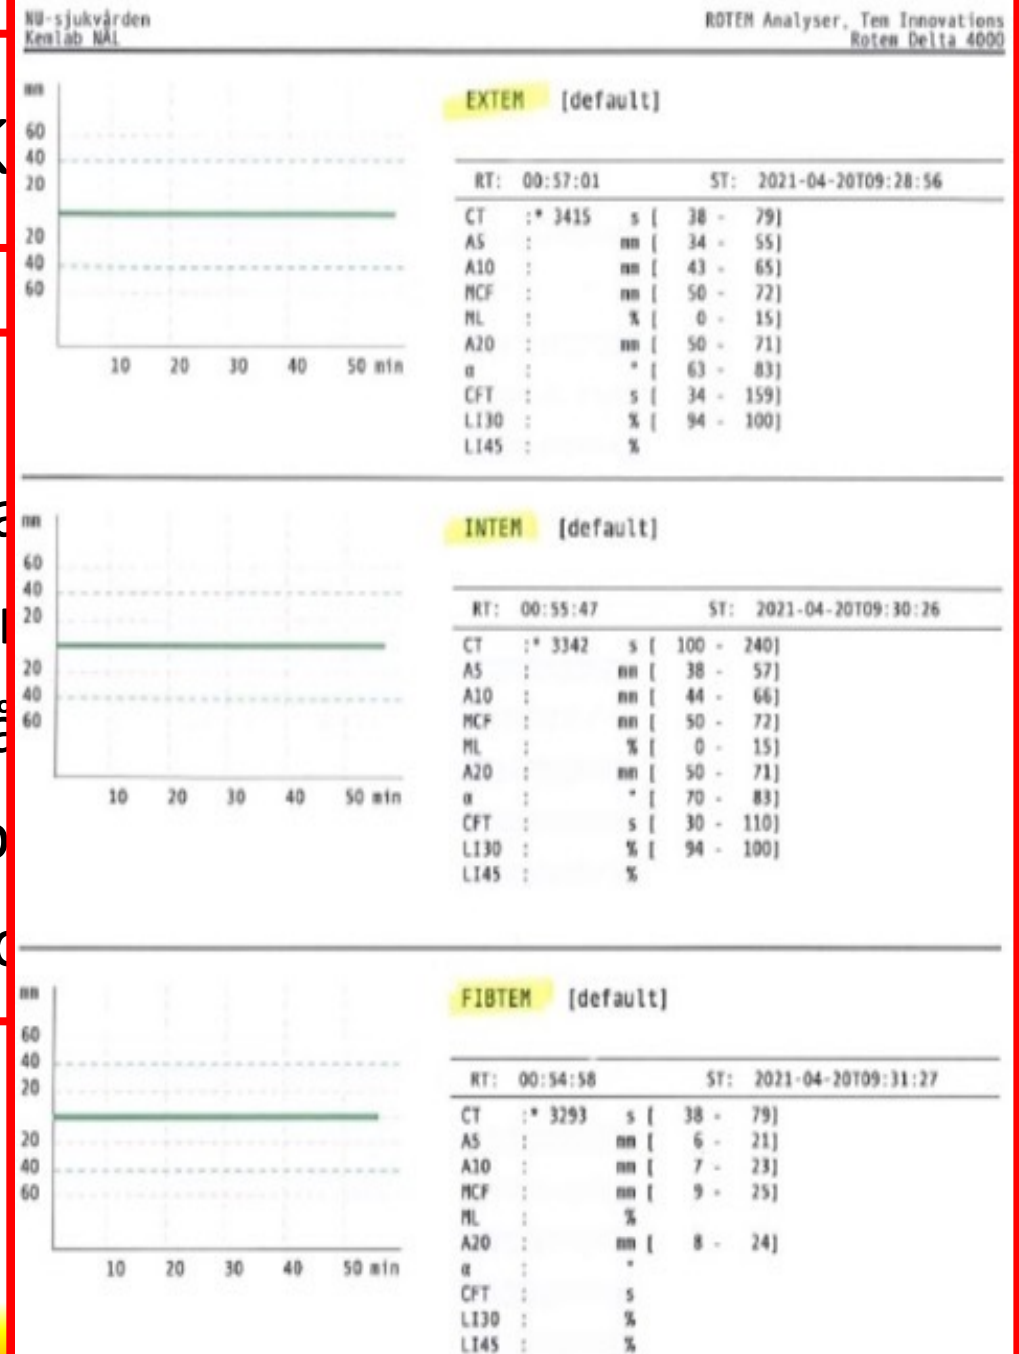 NU-sjukvården
Kemlab NÄL
ROTEM Analyser, Tem Innovations
Rotem Delta 4000
mm
60
40
20
20
40
60
10 20 30 40 50 min
EXTEM [default]
RT: 00:57:01 ST: 2021-04-20T09:28:56
CT :* 3415 s [ 38 - 79]
A5 : mm [ 34 - 55]
A10 : mm [ 43 - 65]
MCF : mm [ 50 - 72]
ML : % [ 0 - 15]
A20 : mm [ 50 - 71]
α : ° [ 63 - 83]
CFT : s [ 34 - 159]
LI30 : % [ 94 - 100]
LI45 : %
mm
60
40
20
20
40
60
10 20 30 40 50 min
INTEM [default]
RT: 00:55:47 ST: 2021-04-20T09:30:26
CT :* 3342 s [ 100 - 240]
A5 : mm [ 38 - 57]
A10 : mm [ 44 - 66]
MCF : mm [ 50 - 72]
ML : % [ 0 - 15]
A20 : mm [ 50 - 71]
α : ° [ 70 - 83]
CFT : s [ 30 - 110]
LI30 : % [ 94 - 100]
LI45 : %
mm
60
40
20
20
40
60
10 20 30 40 50 min
FIBTEM [default]
RT: 00:54:58 ST: 2021-04-20T09:31:27
CT :* 3293 s [ 38 - 79]
A5 : mm [ 6 - 21]
A10 : mm [ 7 - 23]
MCF : mm [ 9 - 25]
ML : %
A20 : mm [ 8 - 24]
α : °
CFT : s
LI30 : %
LI45 : %